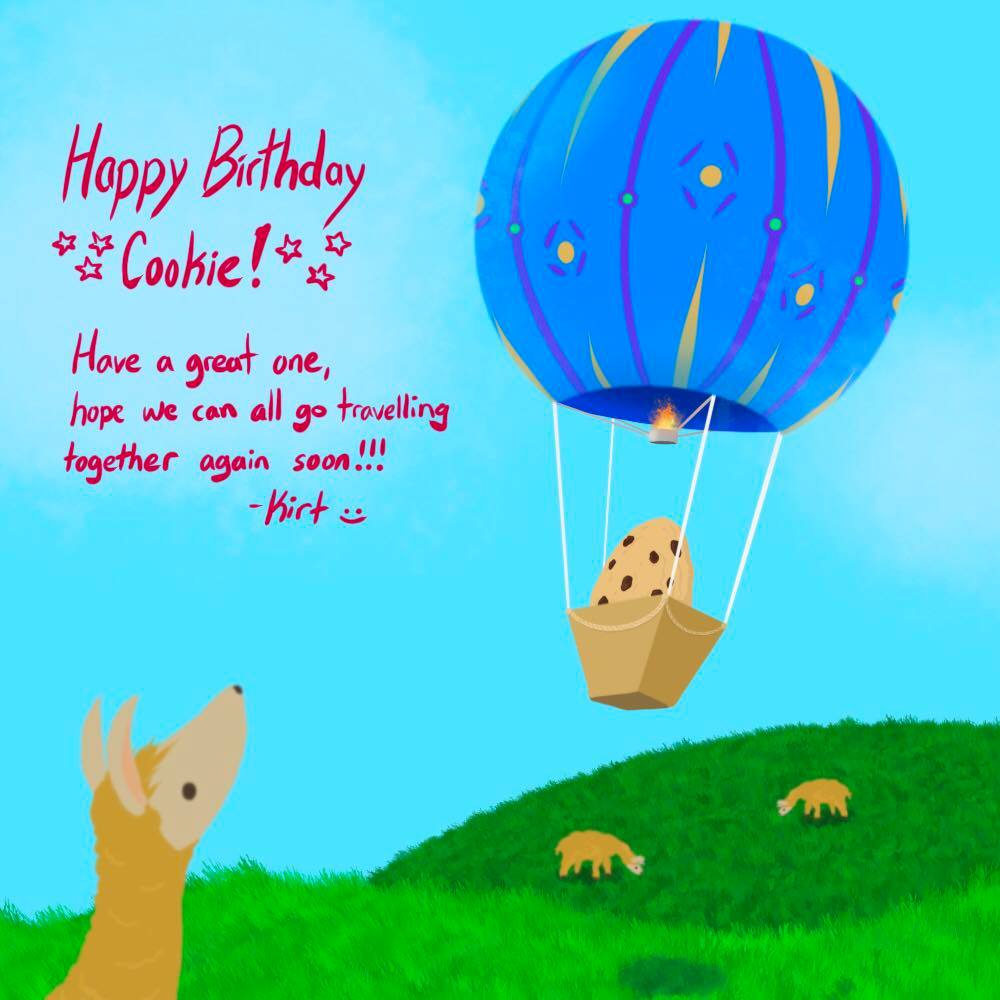 Happy Birthday
Cookie!
Have a great one,
hope we can all go travelling
together again soon!!!
-Kirt :)